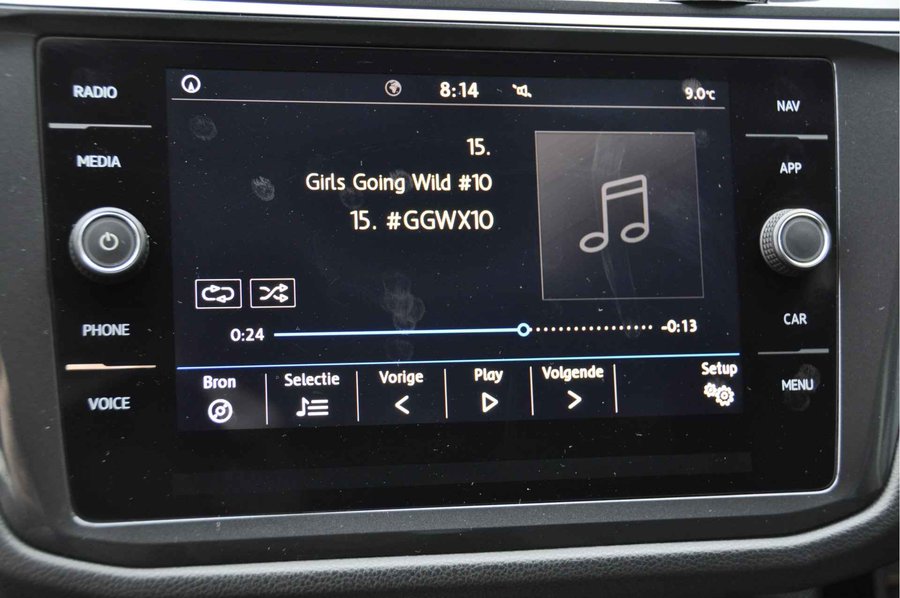 RADIO
MEDIA
PHONE
VOICE
8:14
9.0°C
15.
Girls Going Wild #10
15. #GGWX10
0:24
-0:13
Bron
Selectie
Vorige
Play
Volgende
Setup
NAV
APP
CAR
MENU